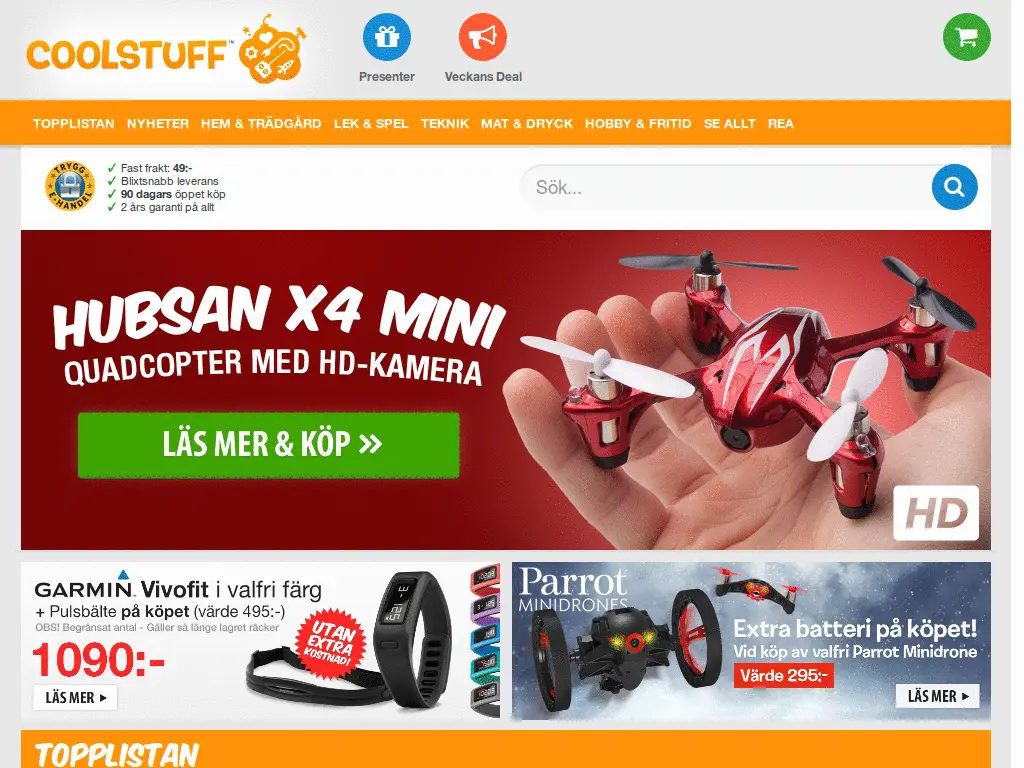 COOLSTUFF™
Presenter
Veckans Deal
TOPPLISTAN NYHETER HEM & TRÄDGÅRD LEK & SPEL TEKNIK MAT & DRYCK HOBBY & FRITID SE ALLT REA
TRYGG
E-HANDEL
✓ Fast frakt: 49:-
✓ Blixtsnabb leverans
✓ 90 dagars öppet köp
✓ 2 års garanti på allt
Sök...
HUBSAN X4 MINI
QUADCOPTER MED HD-KAMERA
LÄS MER & KÖP »
HD
GARMIN. Vivofit i valfri färg
+ Pulsbälte på köpet (värde 495:-)
OBS! Begränsat antal - Gäller så länge lagret räcker
1090:-
UTAN
EXTRA
KOSTNAD!
LÄS MER ▸
Parrot
MINIDRONES
Extra batteri på köpet!
Vid köp av valfri Parrot Minidrone
Värde 295:-
LÄS MER ▸
TOPPLISTAN